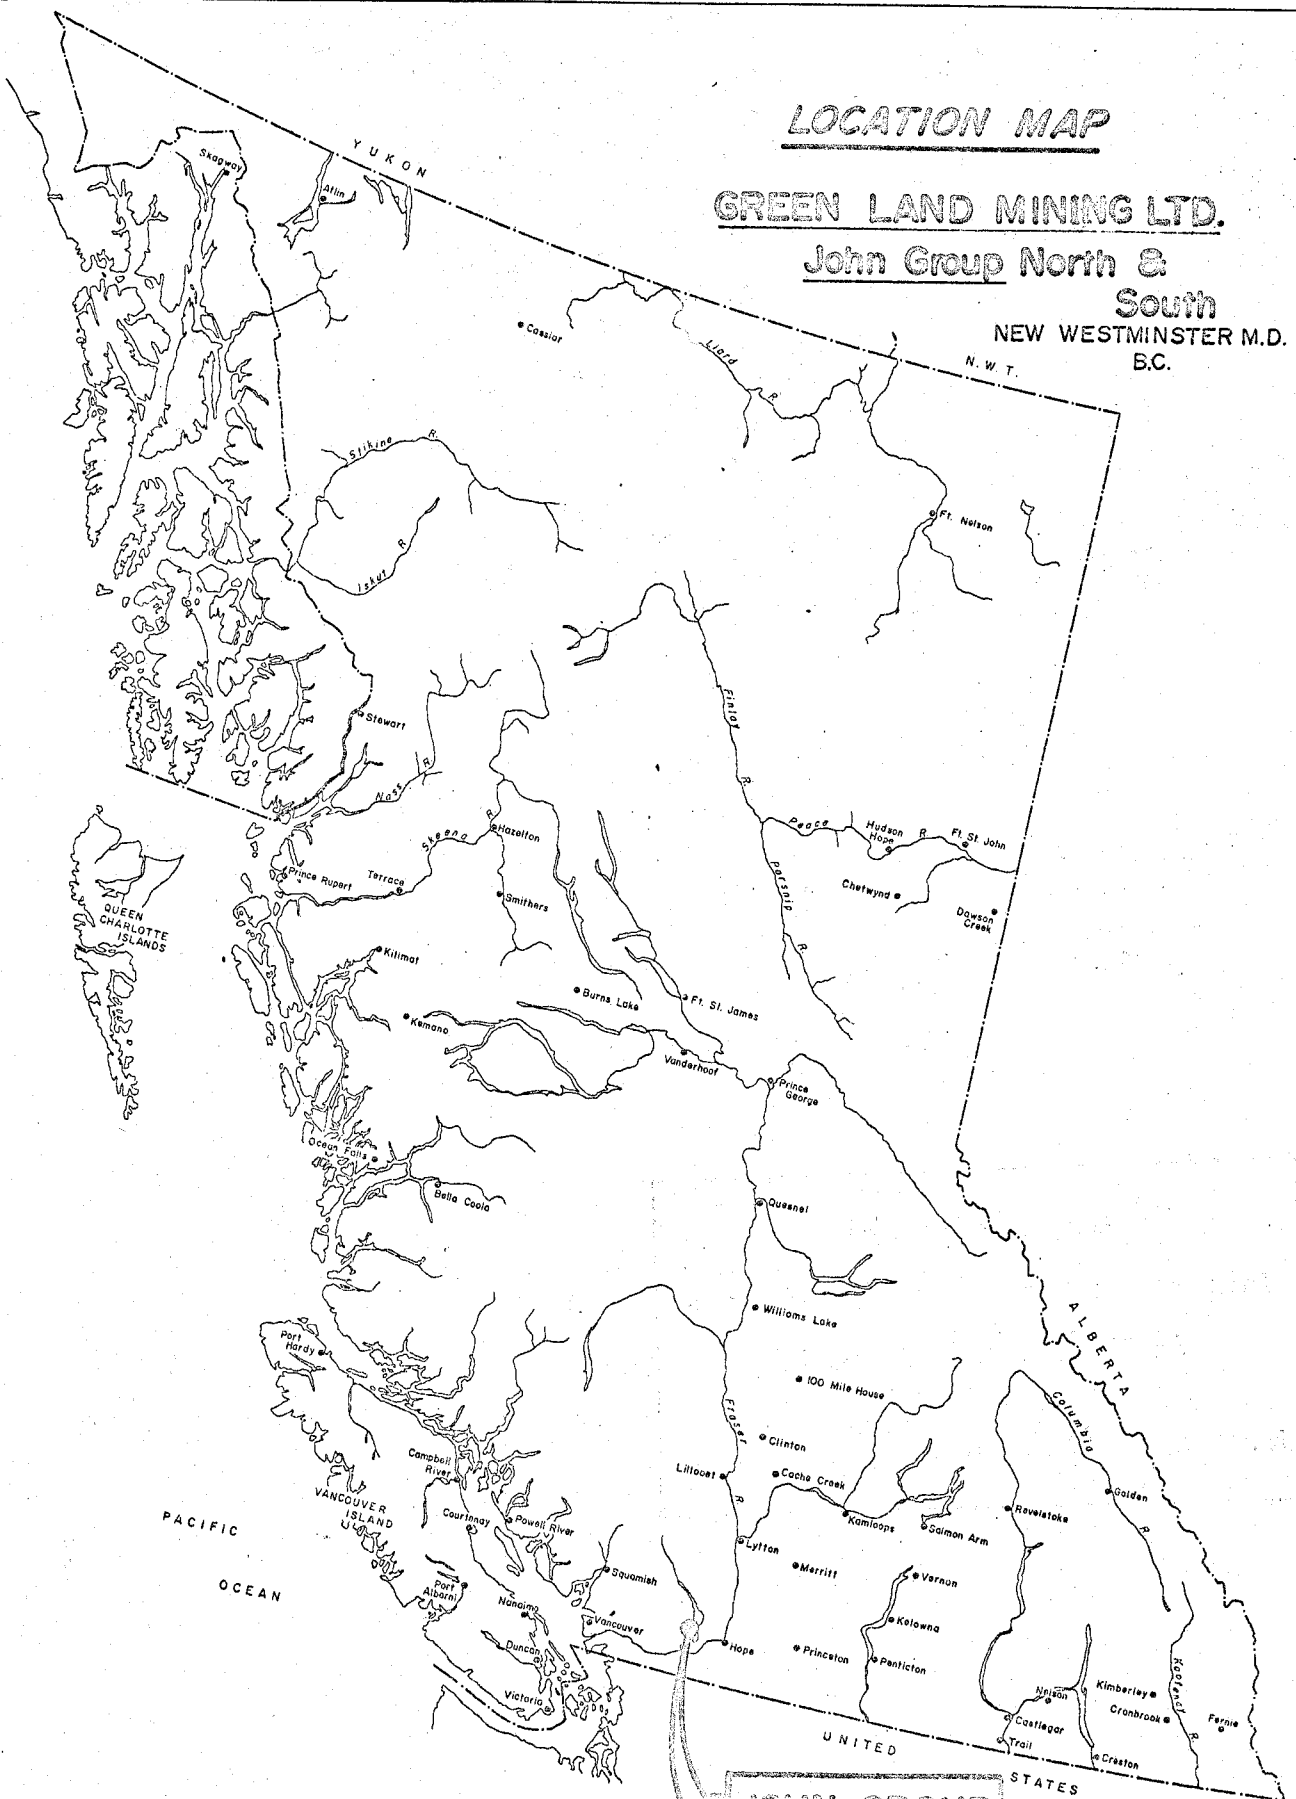 LOCATION MAP
GREEN LAND MINING LTD.
John Group North &
South
NEW WESTMINSTER M.D.
B.C.
YUKON
Skagway
Atlin
N.W.T.
Cassiar
Liard
R.
Stikine R.
Ft. Nelson
Iskut R.
Finlay
R.
Stewart
Nass R.
Peace R.
Hudson
Hope
Ft. St. John
Skeena R.
Hazelton
Prince Rupert
Terrace
Parsnip
R.
Chetwynd
Smithers
Dawson
Creek
QUEEN
CHARLOTTE
ISLANDS
Kitimat
Burns Lake
Ft. St. James
Kemano
Vanderhoof
Prince
George
Ocean Falls
Bella Coola
Quesnel
Williams Lake
ALBERTA
Port
Hardy
100 Mile House
Columbia
R.
Fraser
R.
Clinton
Campbell
River
Lillooet
Cache Creek
Golden
VANCOUVER
ISLAND
Revelstoke
PACIFIC
OCEAN
Courtenay
Powell River
Kamloops
Salmon Arm
Lytton
Squamish
Merritt
Vernon
Port
Alberni
Nanaimo
Vancouver
Kelowna
Hope
Princeton
Penticton
Duncan
Kootenay
R.
Victoria
Nelson
Kimberley
Cranbrook
Fernie
Castlegar
Trail
Creston
UNITED STATES